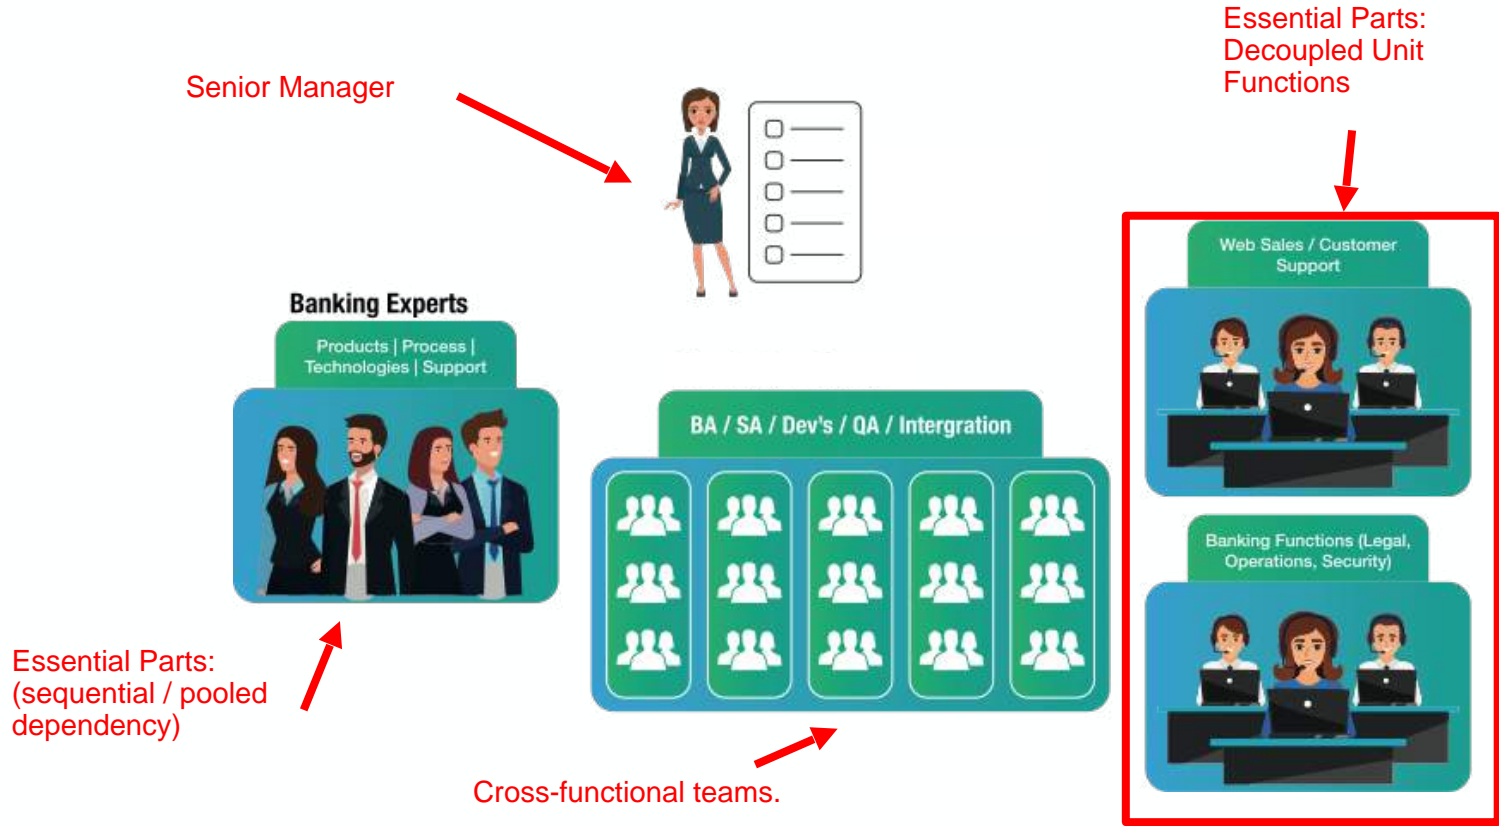 Essential Parts:
Decoupled Unit
Functions
Senior Manager
Web Sales / Customer
Support
Banking Experts
Products | Process |
Technologies | Support
BA / SA / Dev's / QA / Intergration
Banking Functions (Legal,
Operations, Security)
Essential Parts:
(sequential / pooled
dependency)
Cross-functional teams.